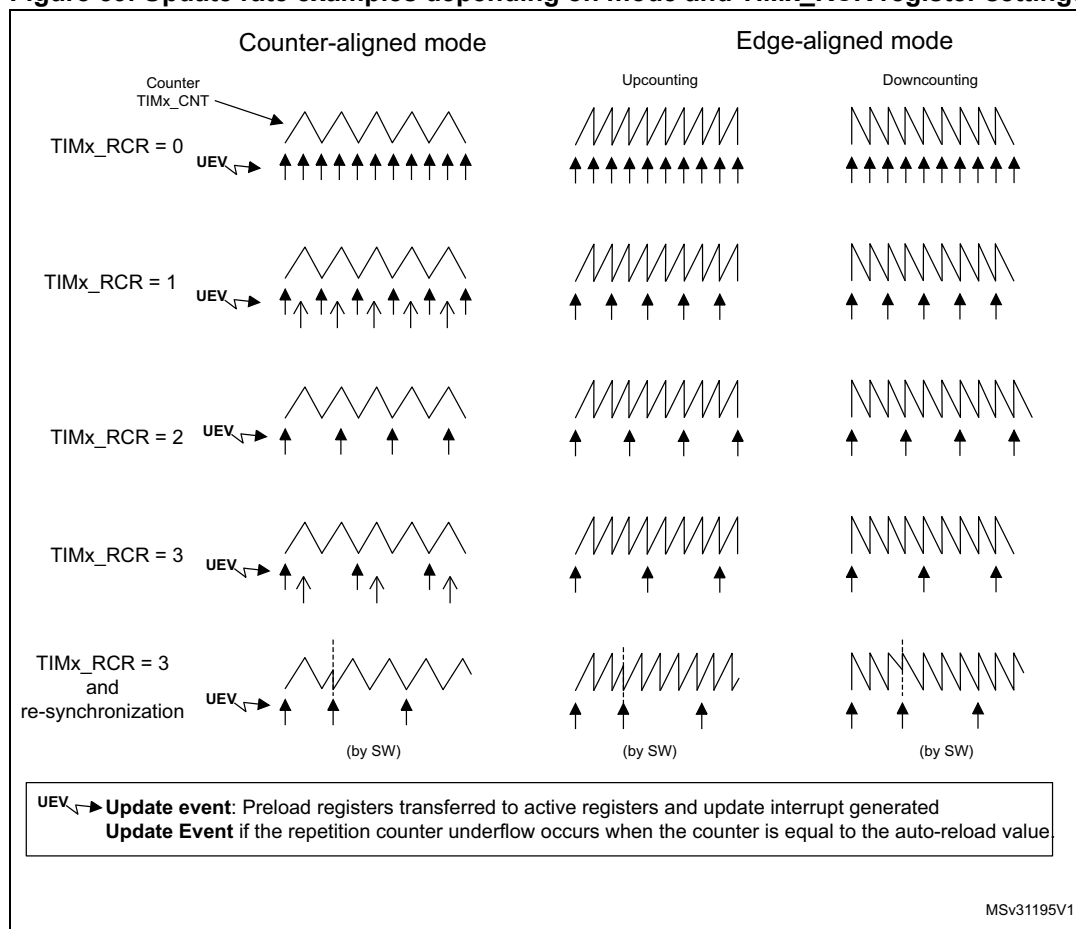 Counter-aligned mode
Edge-aligned mode
Counter
TIMx_CNT
Upcounting
Downcounting
TIMx_RCR = 0
UEV
TIMx_RCR = 1
UEV
TIMx_RCR = 2
UEV
TIMx_RCR = 3
UEV
TIMx_RCR = 3
and
re-synchronization
UEV
(by SW)
(by SW)
(by SW)
UEV Update event: Preload registers transferred to active registers and update interrupt generated
Update Event if the repetition counter underflow occurs when the counter is equal to the auto-reload value.
MSv31195V1